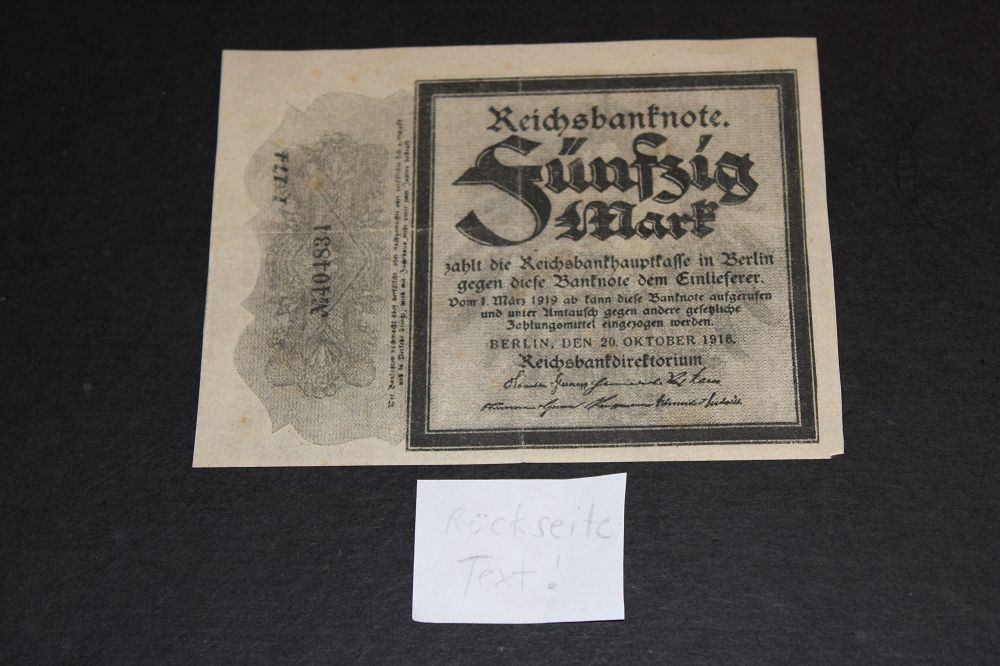 Reichsbanknote.
Fünfzig
Mark
zahlt die Reichsbankhauptkasse in Berlin
gegen diese Banknote dem Einlieferer.
Vom 1. März 1919 ab kann diese Banknote aufgerufen
und unter Umtausch gegen andere gesetzliche
Zahlungsmittel eingezogen werden.
BERLIN, DEN 20. OKTOBER 1918.
Reichsbankdirektorium
№404834
Rückseite
Text!